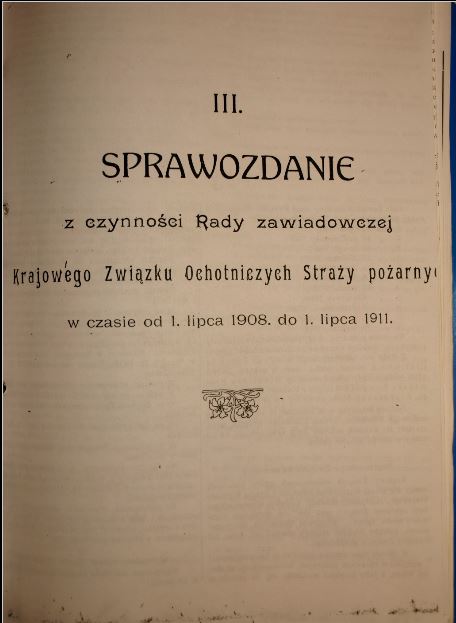 III.
SPRAWOZDANIE
z czynności Rady zawiadowczej
Krajowego Związku Ochotniczych Straży pożarny
w czasie od 1. lipca 1908. do 1. lipca 1911.